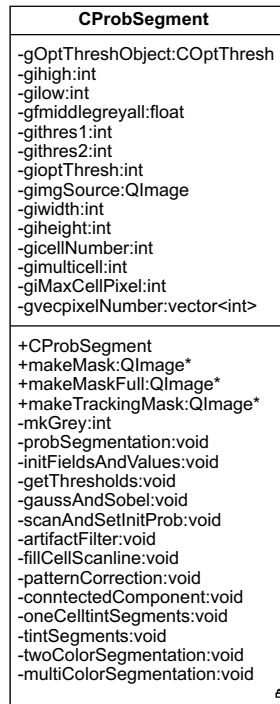 CProbSegment
-gOptThreshObject:COptThresh
-gihigh:int
-gilow:int
-gfmiddlegreyall:float
-githres1:int
-githres2:int
-gioptThresh:int
-gimgSource:QImage
-giwidth:int
-giheight:int
-gicellNumber:int
-gimulticell:int
-giMaxCellPixel:int
-gvecpixelNumber:vector<int>
+CProbSegment
+makeMask:QImage*
+makeMaskFull:QImage*
+makeTrackingMask:QImage*
-mkGrey:int
-probSegmentation:void
-initFieldsAndValues:void
-getThresholds:void
-gaussAndSobel:void
-scanAndSetInitProb:void
-artifactFilter:void
-fillCellScanline:void
-patternCorrection:void
-conntectedComponent:void
-oneCelltintSegments:void
-tintSegments:void
-twoColorSegmentation:void
-multiColorSegmentation:void